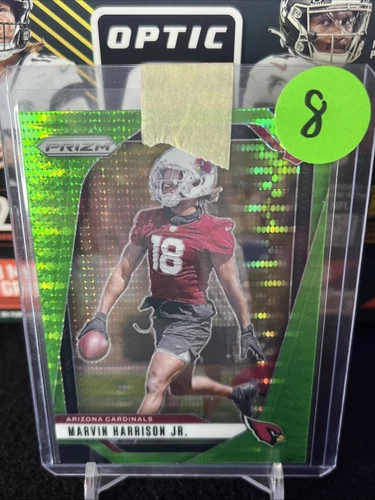 OPTIC
8
PRIZM
18
ARIZONA CARDINALS
MARVIN HARRISON JR.